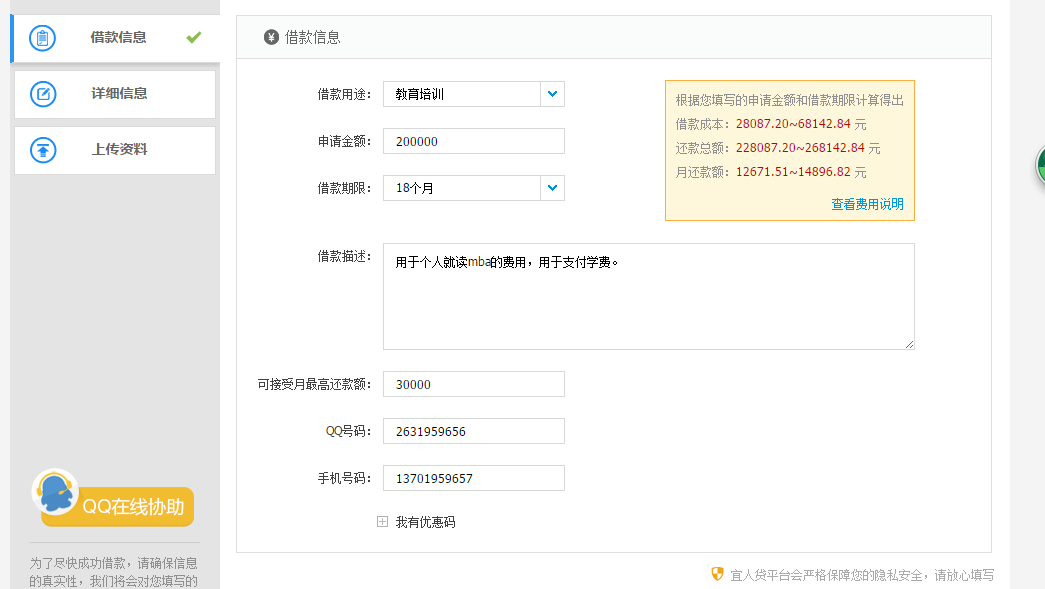 借款信息
详细信息
上传资料
QQ在线协助
为了尽快成功借款，请确保信息
的真实性，我们将会对您填写的
¥ 借款信息
借款用途： 教育培训
申请金额： 200000
借款期限： 18个月
根据您填写的申请金额和借款期限计算得出
借款成本：28087.20~68142.84 元
还款总额：228087.20~268142.84 元
月还款额：12671.51~14896.82 元
查看费用说明
借款描述： 用于个人就读mba的费用，用于支付学费。
可接受月最高还款额： 30000
QQ号码： 2631959656
手机号码： 13701959657
我有优惠码
宜人贷平台会严格保障您的隐私安全，请放心填写